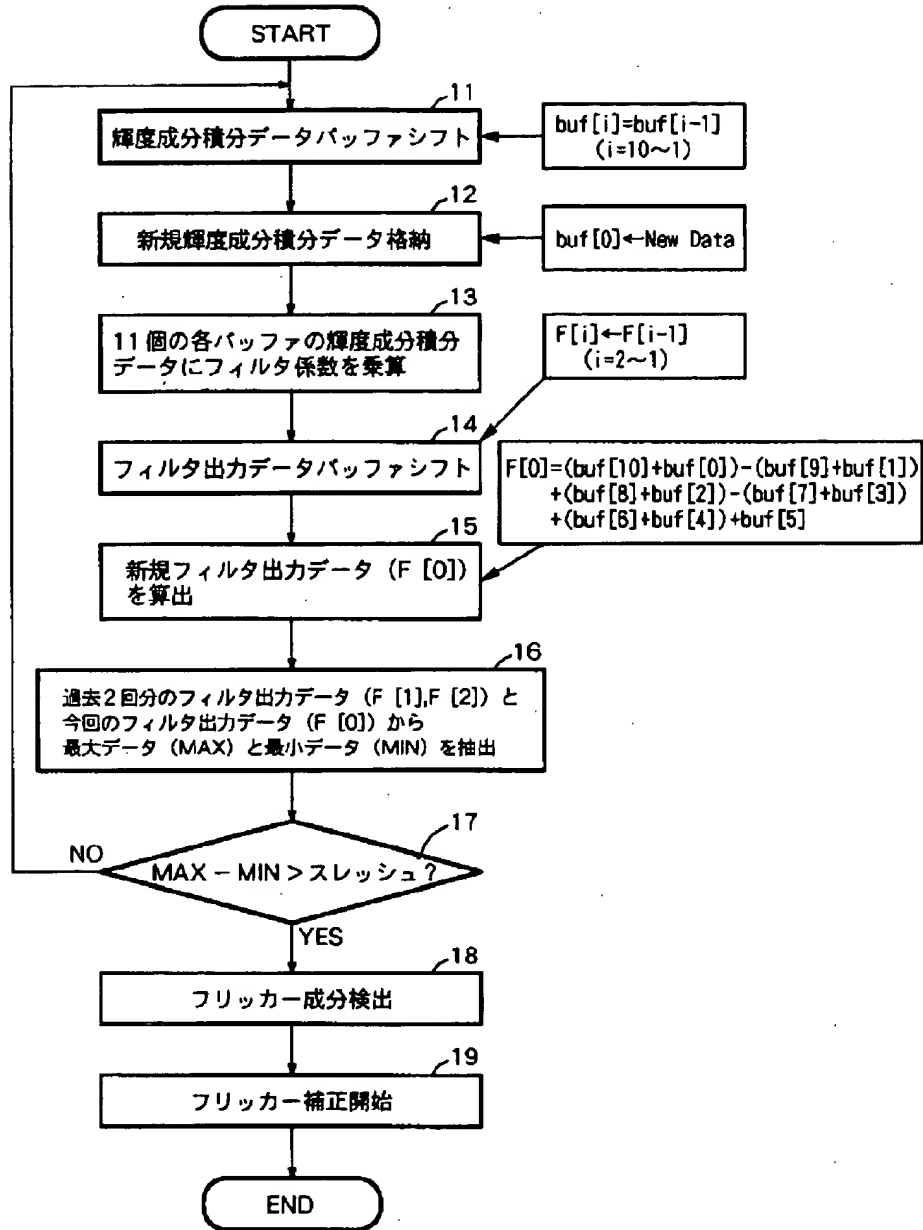 START
11
輝度成分積分データバッファシフト
buf[i]=buf[i-1]
(i=10~1)
12
新規輝度成分積分データ格納
buf[0]←New Data
13
11個の各バッファの輝度成分積分
データにフィルタ係数を乗算
F[i]←F[i-1]
(i=2~1)
14
フィルタ出力データバッファシフト
F[0]=(buf[10]+buf[0])-(buf[9]+buf[1])
+(buf[8]+buf[2])-(buf[7]+buf[3])
+(buf[6]+buf[4])+buf[5]
15
新規フィルタ出力データ(F [0])
を算出
16
過去2回分のフィルタ出力データ(F [1],F [2])と
今回のフィルタ出力データ(F [0])から
最大データ(MAX)と最小データ(MIN)を抽出
17
NO
MAX − MIN > スレッシュ?
YES
18
フリッカー成分検出
19
フリッカー補正開始
END